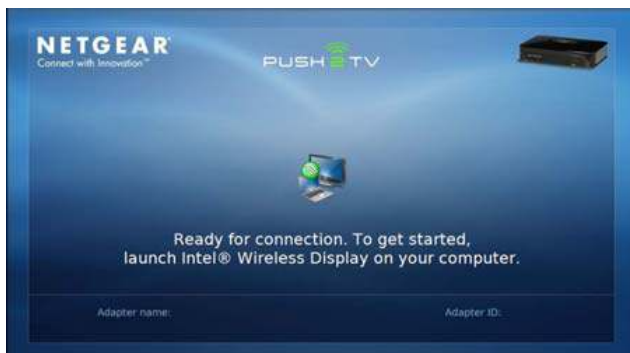 NETGEAR®
Connect with Innovation™
PUSH2TV
Ready for connection. To get started,
launch Intel® Wireless Display on your computer.
Adapter name:
Adapter ID: